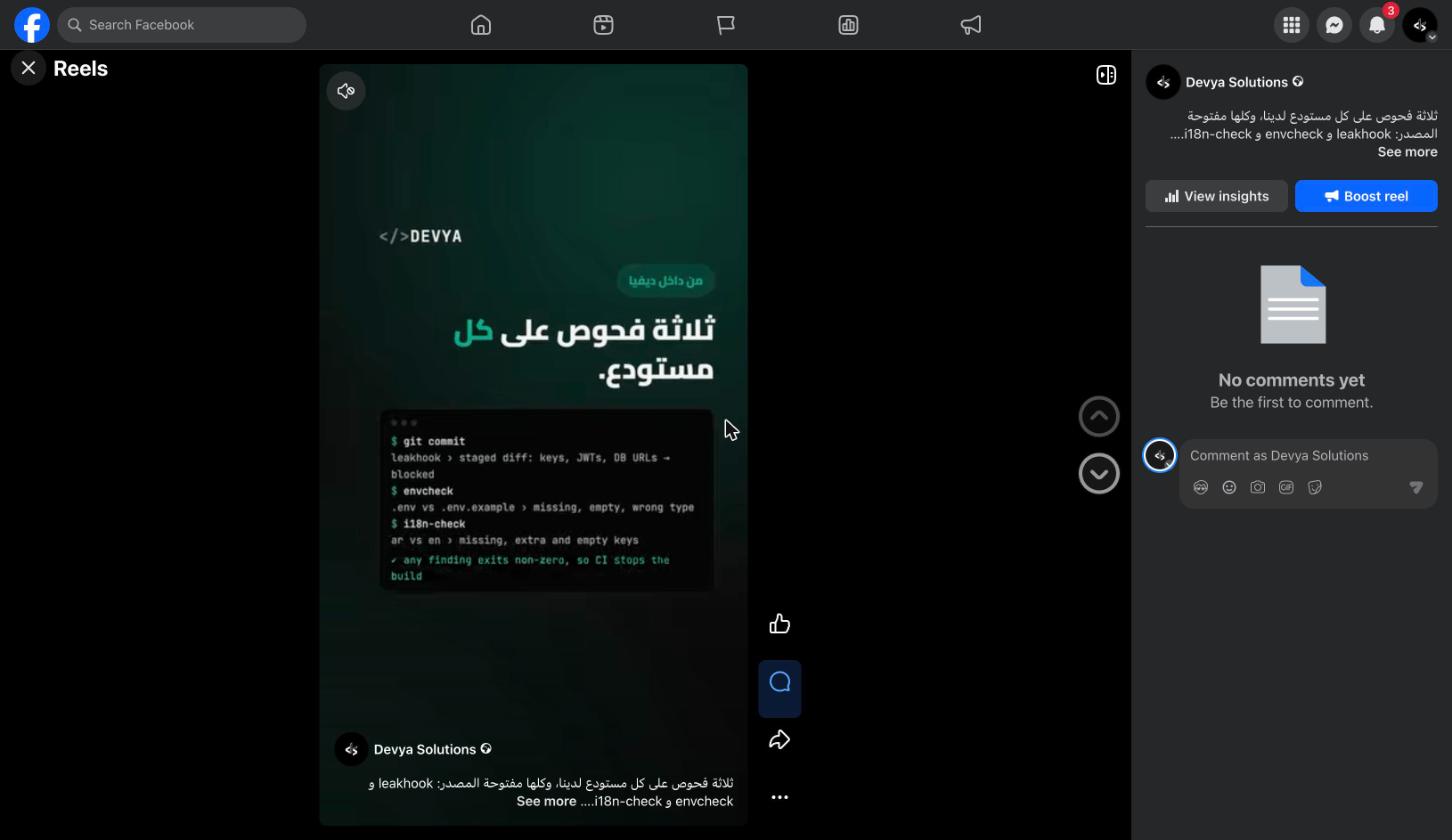 Search Facebook
3
Reels
Devya Solutions
ثلاثة فحوص على كل مستودع لدينا، وكلها مفتوحة
المصدر: leakhook و envcheck و i18n-check....
See more
View insights
Boost reel
No comments yet
Be the first to comment.
Comment as Devya Solutions
GIF
</>DEVYA
من داخل ديفيا
ثلاثة فحوص على كل
مستودع.
$ git commit
leakhook › staged diff: keys, JWTs, DB URLs →
blocked
$ envcheck
.env vs .env.example › missing, empty, wrong type
$ i18n-check
ar vs en › missing, extra and empty keys
✓ any finding exits non-zero, so CI stops the
build
Devya Solutions
ثلاثة فحوص على كل مستودع لدينا، وكلها مفتوحة المصدر: leakhook و
envcheck و i18n-check.... See more